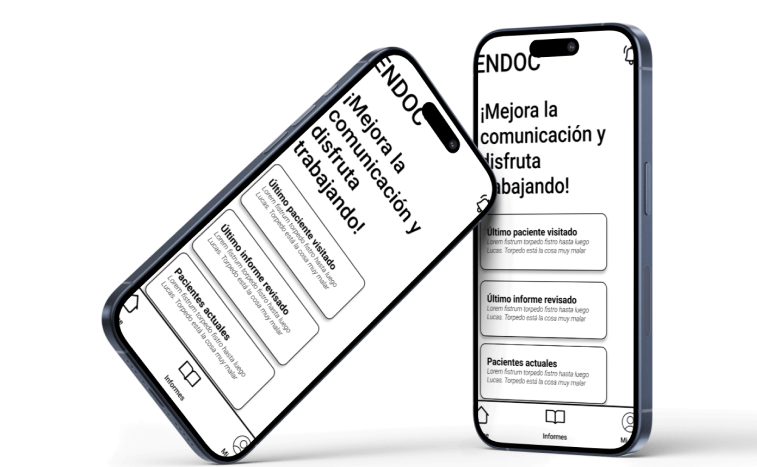 ENDOC
¡Mejora la
comunicación y
disfruta
trabajando!
Último paciente visitado
Lorem fistrum torpedo fistro hasta luego
Lucas. Torpedo está la cosa muy malar
Último informe revisado
Lorem fistrum torpedo fistro hasta luego
Lucas. Torpedo está la cosa muy malar
Pacientes actuales
Lorem fistrum torpedo fistro hasta luego
Lucas. Torpedo está la cosa muy malar
Informes
Mi
ENDOC
¡Mejora la
comunicación y
disfruta
trabajando!
Último paciente visitado
Lorem fistrum torpedo fistro hasta luego
Lucas. Torpedo está la cosa muy malar
Último informe revisado
Lorem fistrum torpedo fistro hasta luego
Lucas. Torpedo está la cosa muy malar
Pacientes actuales
Lorem fistrum torpedo fistro hasta luego
Lucas. Torpedo está la cosa muy malar
Informes
Mi